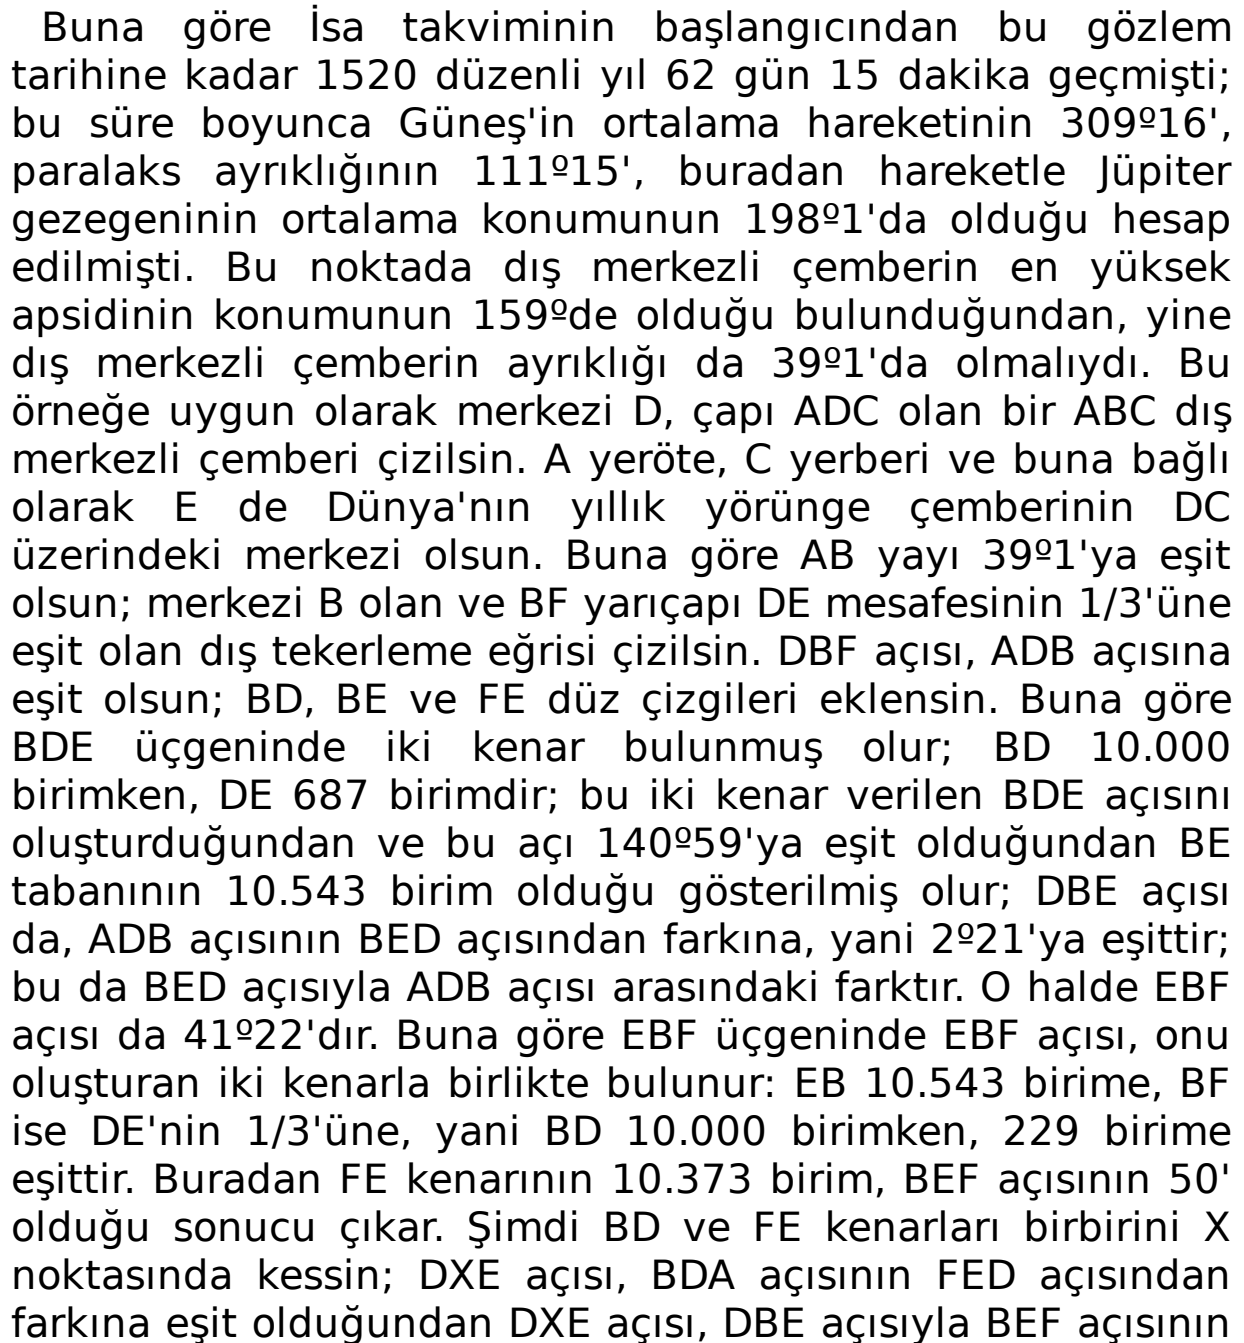 Buna göre İsa takviminin başlangıcından bu gözlem
tarihine kadar 1520 düzenli yıl 62 gün 15 dakika geçmişti;
bu süre boyunca Güneş'in ortalama hareketinin 309º16',
paralaks ayrıklığının 111º15', buradan hareketle Jüpiter
gezegeninin ortalama konumunun 198º1'da olduğu hesap
edilmişti. Bu noktada dış merkezli çemberin en yüksek
apsidinin konumunun 159ºde olduğu bulunduğundan, yine
dış merkezli çemberin ayrıklığı da 39º1'da olmalıydı. Bu
örneğe uygun olarak merkezi D, çapı ADC olan bir ABC dış
merkezli çemberi çizilsin. A yeröte, C yerberi ve buna bağlı
olarak E de Dünya'nın yıllık yörünge çemberinin DC
üzerindeki merkezi olsun. Buna göre AB yayı 39º1'ya eşit
olsun; merkezi B olan ve BF yarıçapı DE mesafesinin 1/3'üne
eşit olan dış tekerleme eğrisi çizilsin. DBF açısı, ADB açısına
eşit olsun; BD, BE ve FE düz çizgileri eklensin. Buna göre
BDE üçgeninde iki kenar bulunmuş olur; BD 10.000
birimken, DE 687 birimdir; bu iki kenar verilen BDE açısını
oluşturduğundan ve bu açı 140º59'ya eşit olduğundan BE
tabanının 10.543 birim olduğu gösterilmiş olur; DBE açısı
da, ADB açısının BED açısından farkına, yani 2º21'ya eşittir;
bu da BED açısıyla ADB açısı arasındaki farktır. O halde EBF
açısı da 41º22'dır. Buna göre EBF üçgeninde EBF açısı, onu
oluşturan iki kenarla birlikte bulunur: EB 10.543 birime, BF
ise DE'nin 1/3'üne, yani BD 10.000 birimken, 229 birime
eşittir. Buradan FE kenarının 10.373 birim, BEF açısının 50'
olduğu sonucu çıkar. Şimdi BD ve FE kenarları birbirini X
noktasında kessin; DXE açısı, BDA açısının FED açısından
farkına eşit olduğundan DXE açısı, DBE açısıyla BEF açısının